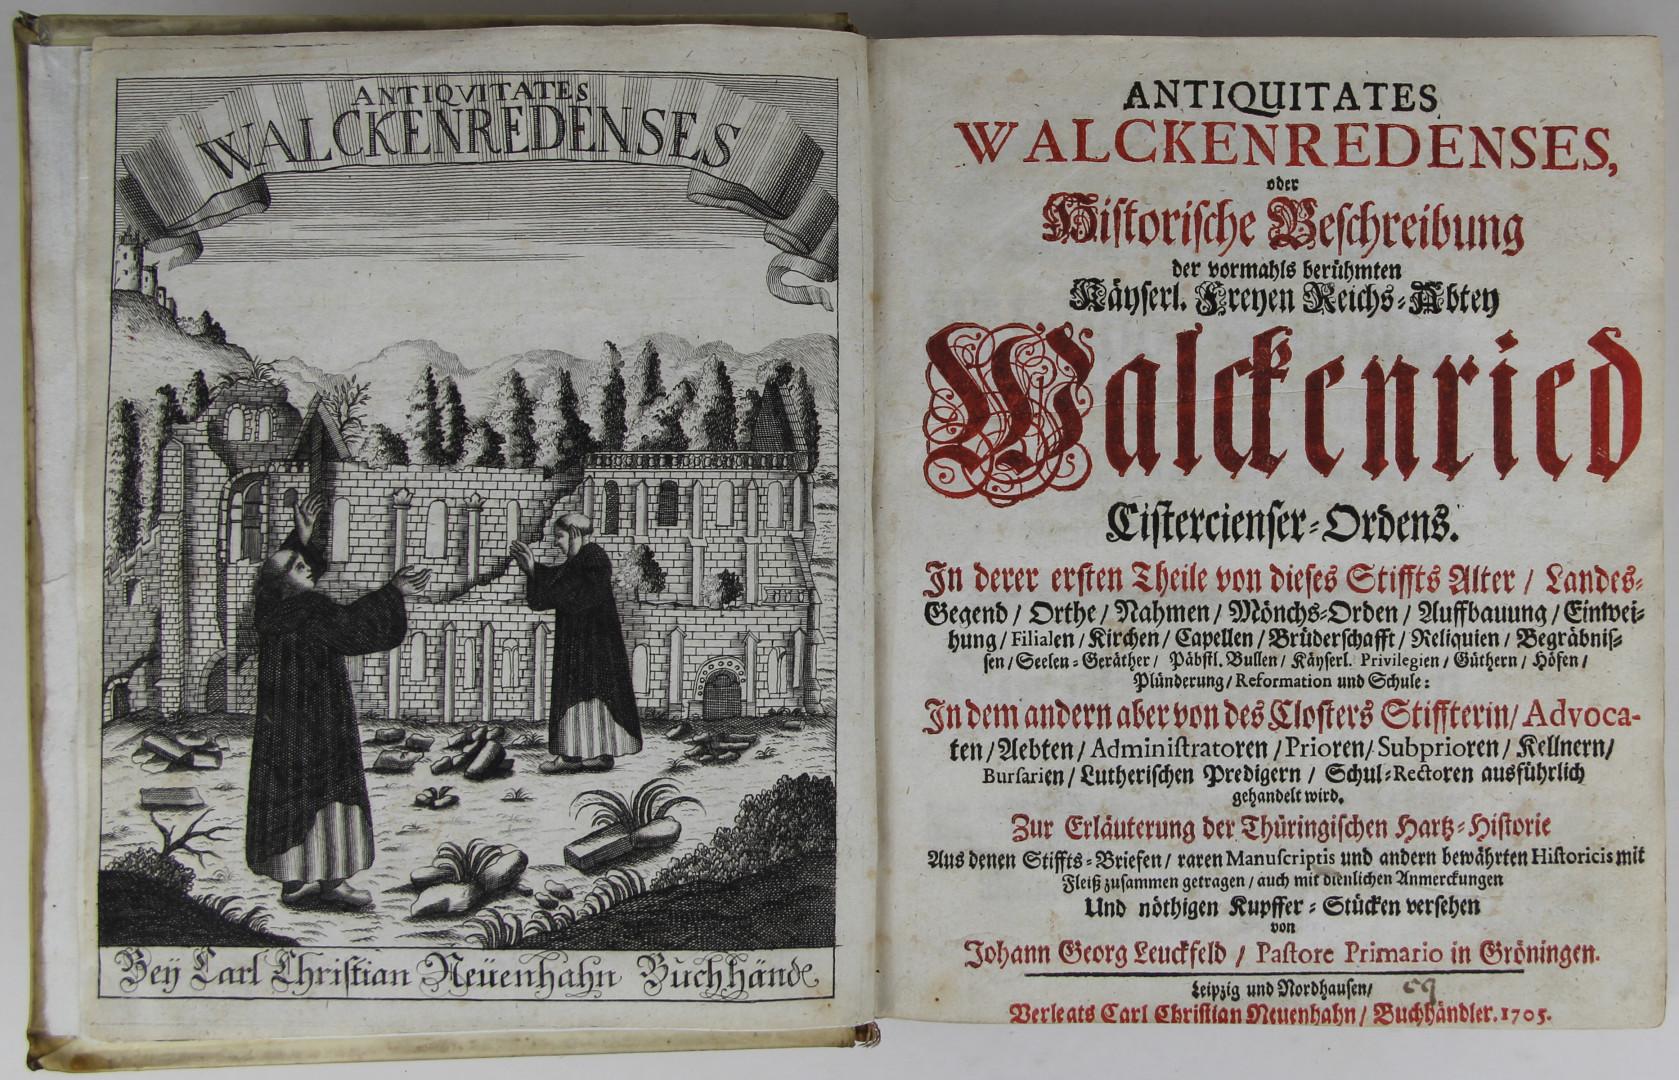 ANTIQVITATES
WALCKENREDENSES
Beÿ Carl Christian Neüenhahn Buchhändl
ANTIQUITATES
WALCKENREDENSES,
oder
Historische Beschreibung
der vormahls berühmten
Käyserl. Freyen Reichs-Abtey
Walckenried
Cistercienser-Ordens.
In derer ersten Theile von dieses Stiffts Alter / Landes-
Gegend / Orthe / Nahmen / Mönchs-Orden / Auffbauung / Einwei-
hung / Filialen / Kirchen / Capellen / Brüderschafft / Reliquien / Begräbnis-
sen / Seelen-Geräther / Päbstl. Bullen / Käyserl. Privilegien / Güthern / Höfen /
Plünderung / Reformation und Schule:
In dem andern aber von des Closters Stiffterin / Advoca-
ten / Aebten / Administratoren / Prioren / Subprioren / Kellnern /
Bursarien / Lutherischen Predigern / Schul-Rectoren ausführlich
gehandelt wird.
Zur Erläuterung der Thüringischen Hartz-Historie
Aus denen Stiffts-Briefen / raren Manuscriptis und andern bewährten Historicis mit
Fleiß zusammen getragen / auch mit dienlichen Anmerckungen
Und nöthigen Kupffer-Stücken versehen
von
Johann Georg Leuckfeld / Pastore Primario in Gröningen.
Leipzig und Nordhausen /
Verlegts Carl Christian Neuenhahn / Buchhändler. 1705.